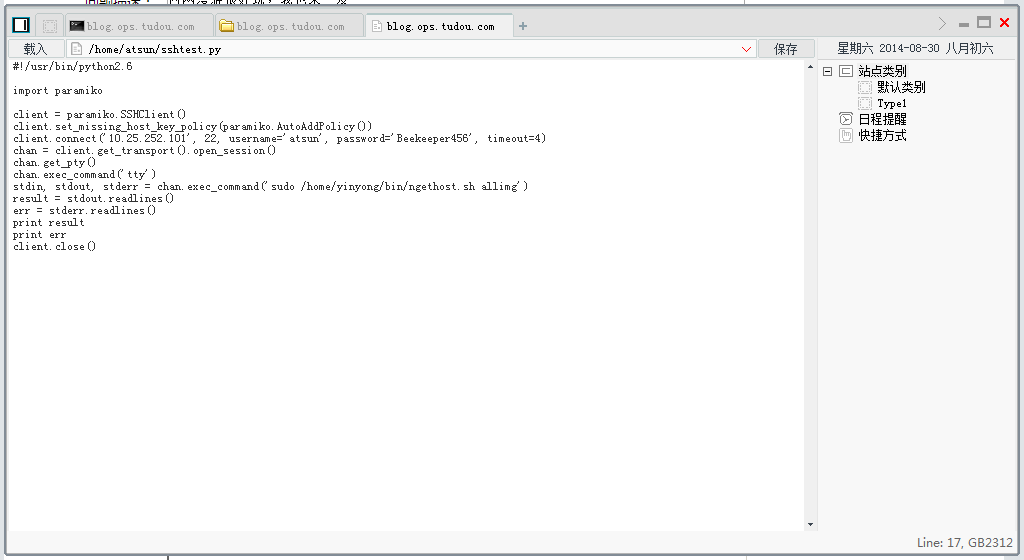 blog.ops.tudou.com
blog.ops.tudou.com
blog.ops.tudou.com
载入
/home/atsun/sshtest.py
保存
星期六 2014-08-30 八月初六
#!/usr/bin/python2.6
import paramiko
client = paramiko.SSHClient()
client.set_missing_host_key_policy(paramiko.AutoAddPolicy())
client.connect('10.25.252.101', 22, username='atsun', password='Beekeeper456', timeout=4)
chan = client.get_transport().open_session()
chan.get_pty()
chan.exec_command('tty')
stdin, stdout, stderr = chan.exec_command('sudo /home/yinyong/bin/ngethost.sh allimg')
result = stdout.readlines()
err = stderr.readlines()
print result
print err
client.close()
站点类别
默认类别
Type1
日程提醒
快捷方式
Line: 17, GB2312